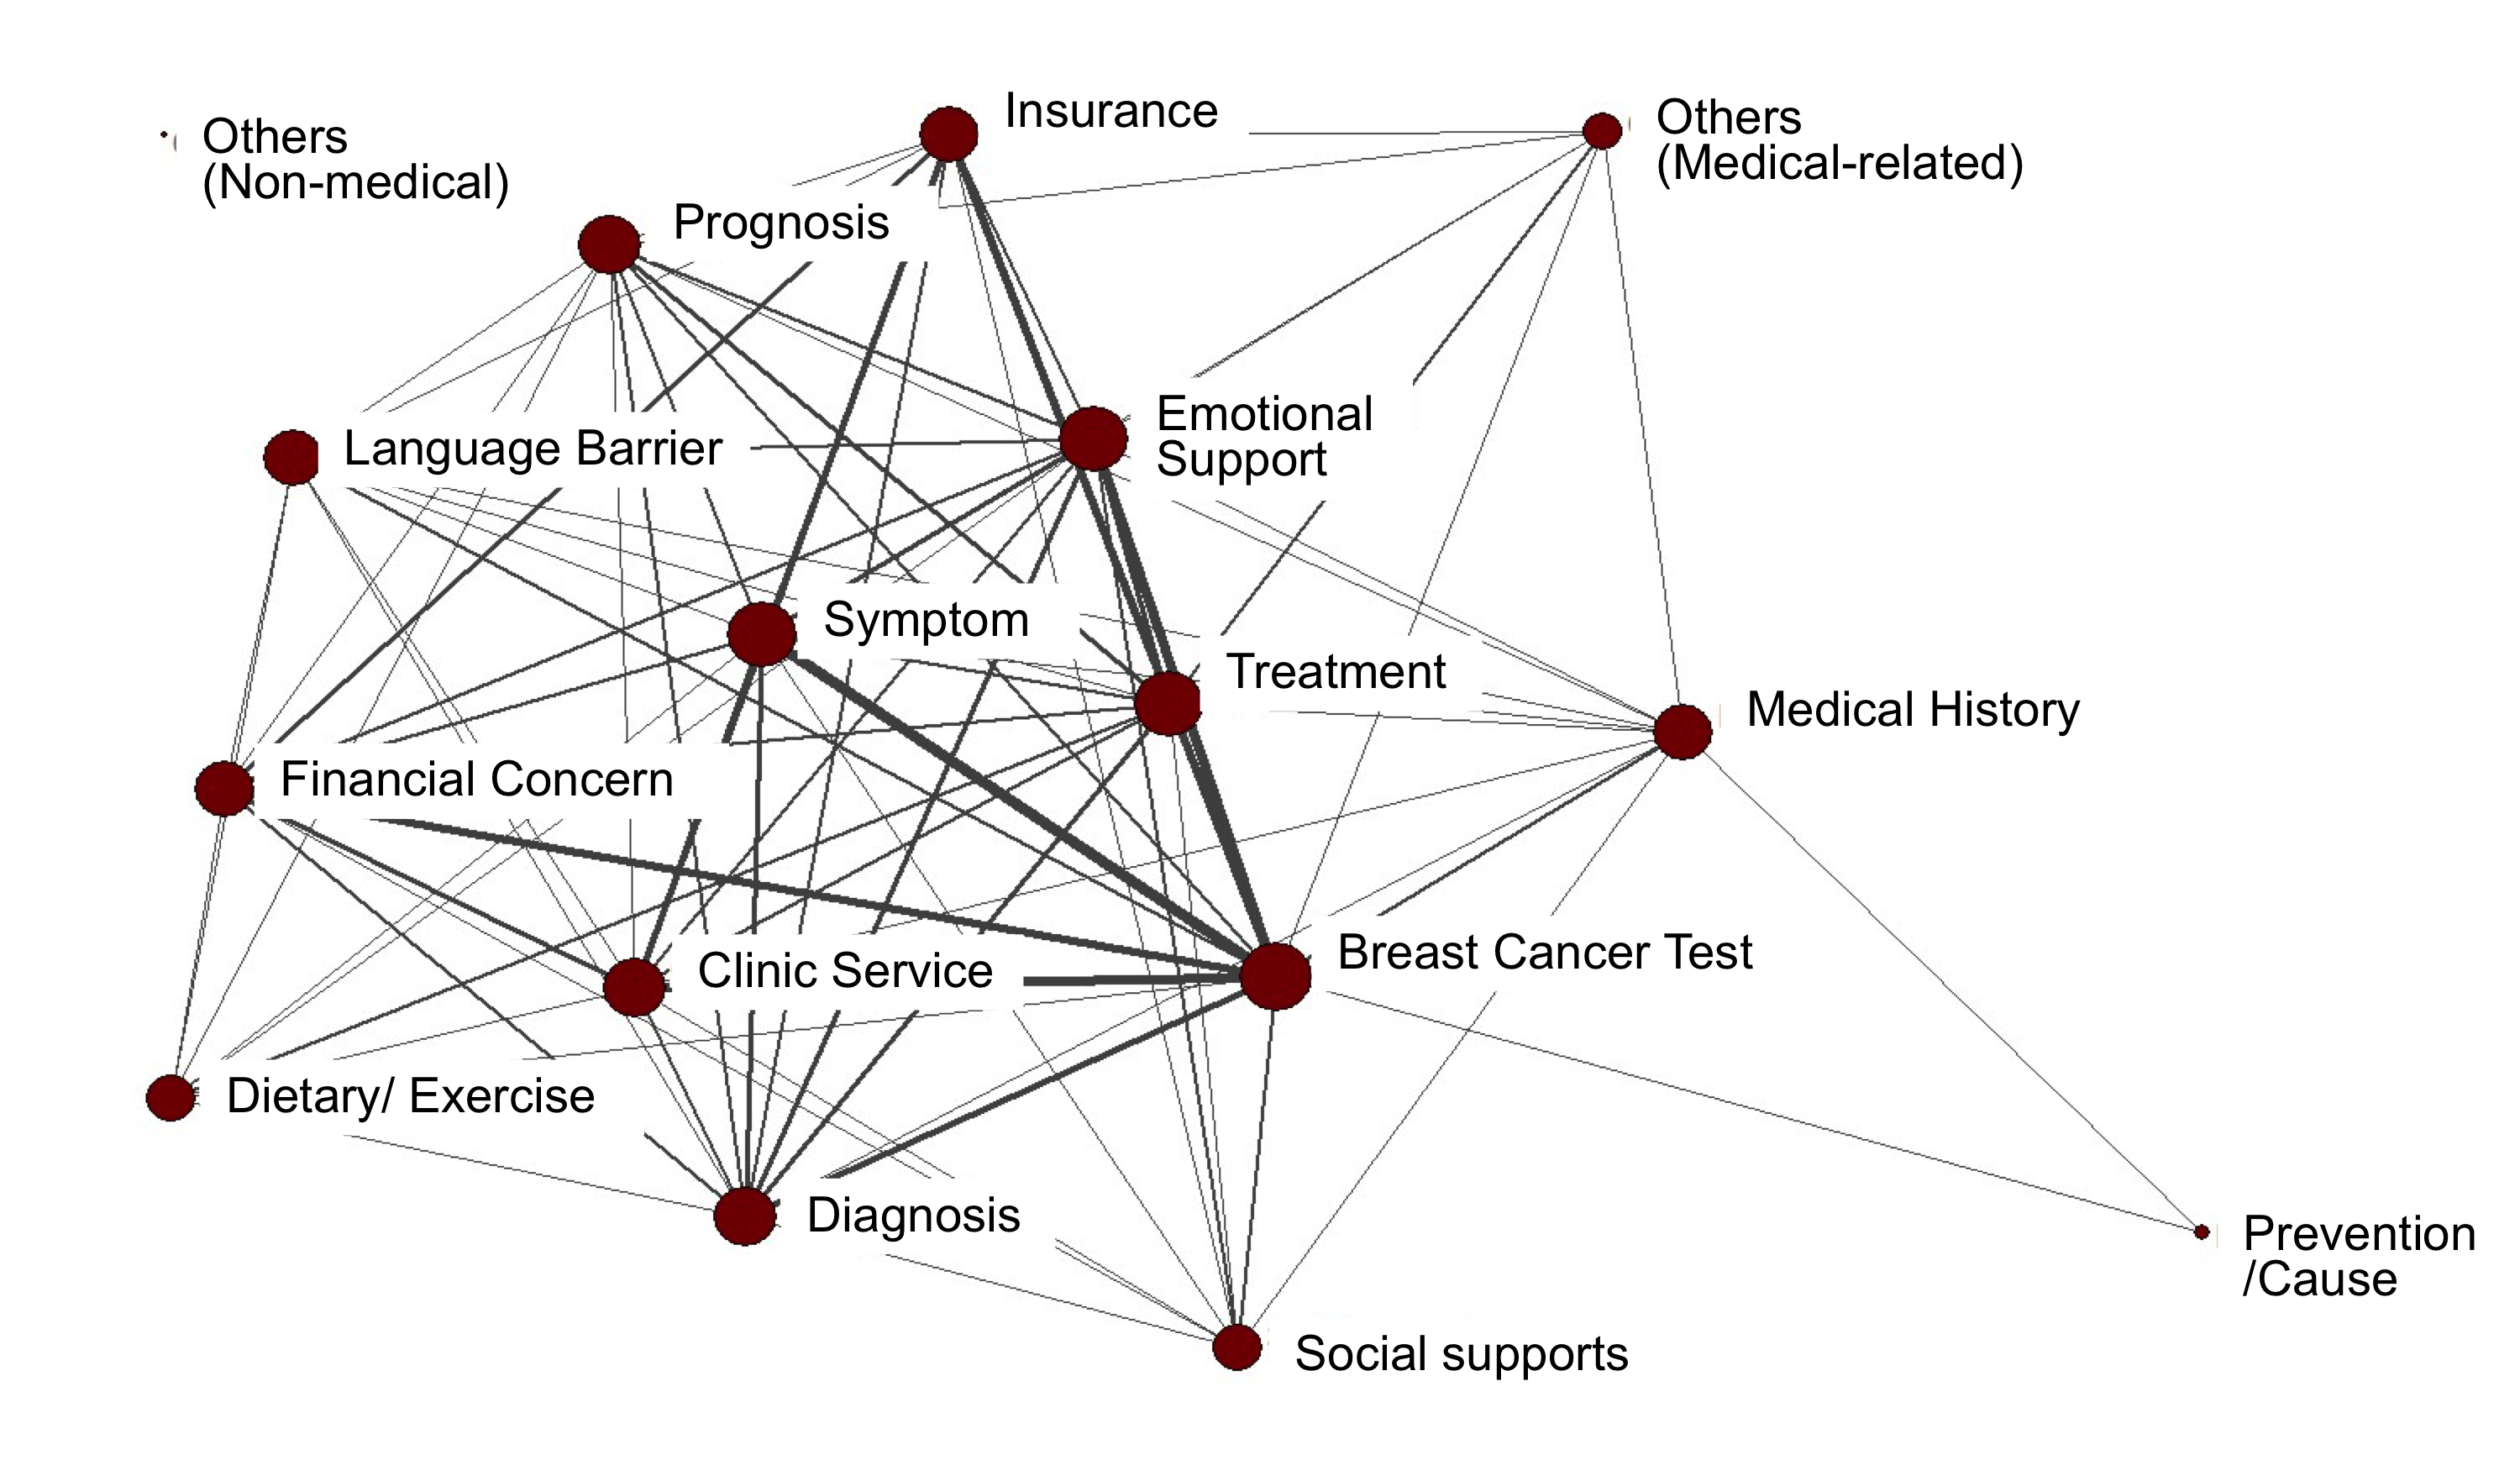 Insurance
Others
(Medical-related)
Others
(Non-medical)
Prognosis
Emotional
Support
Language Barrier
Symptom
Treatment
Medical History
Financial Concern
Breast Cancer Test
Clinic Service
Dietary/ Exercise
Diagnosis
Prevention
/Cause
Social supports